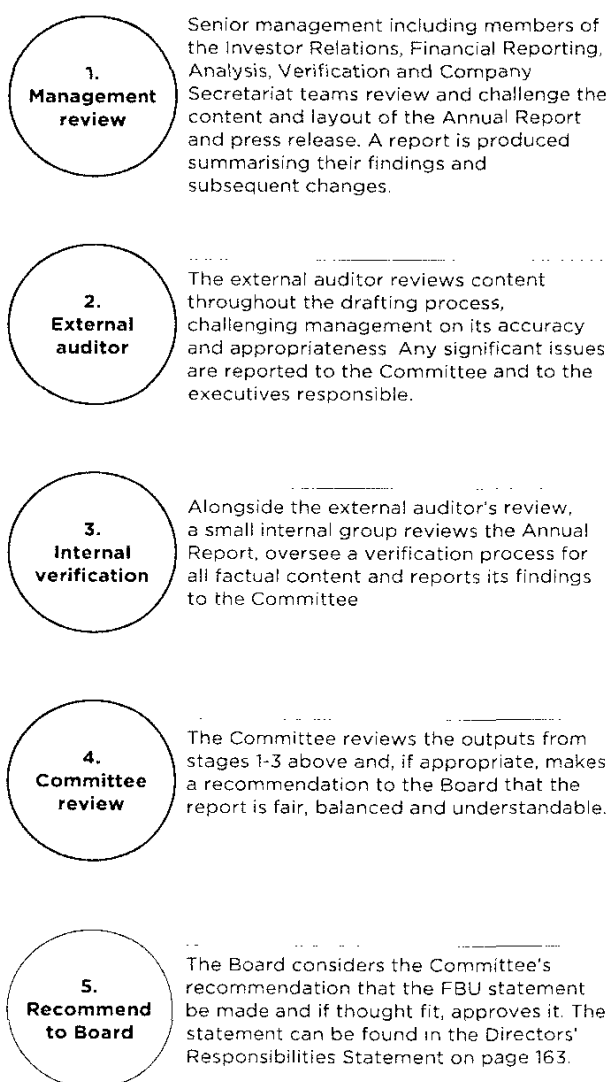 1.
Management
review
Senior management including members of
the Investor Relations, Financial Reporting,
Analysis, Verification and Company
Secretariat teams review and challenge the
content and layout of the Annual Report
and press release. A report is produced
summarising their findings and
subsequent changes.
2.
External
auditor
The external auditor reviews content
throughout the drafting process,
challenging management on its accuracy
and appropriateness Any significant issues
are reported to the Committee and to the
executives responsible.
3.
Internal
verification
Alongside the external auditor's review,
a small internal group reviews the Annual
Report, oversee a verification process for
all factual content and reports its findings
to the Committee
4.
Committee
review
The Committee reviews the outputs from
stages 1-3 above and, if appropriate, makes
a recommendation to the Board that the
report is fair, balanced and understandable.
5.
Recommend
to Board
The Board considers the Committee's
recommendation that the FBU statement
be made and if thought fit, approves it. The
statement can be found in the Directors'
Responsibilities Statement on page 163.